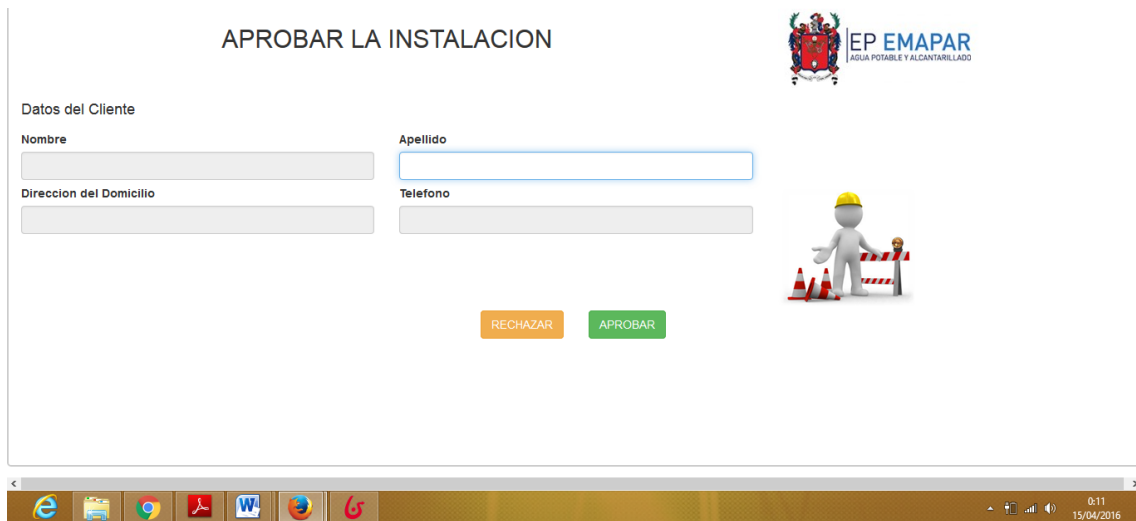 APROBAR LA INSTALACION
EP EMAPAR
AGUA POTABLE Y ALCANTARILLADO
Datos del Cliente
Nombre
Apellido
Direccion del Domicilio
Telefono
RECHAZAR
APROBAR
0:11
15/04/2016